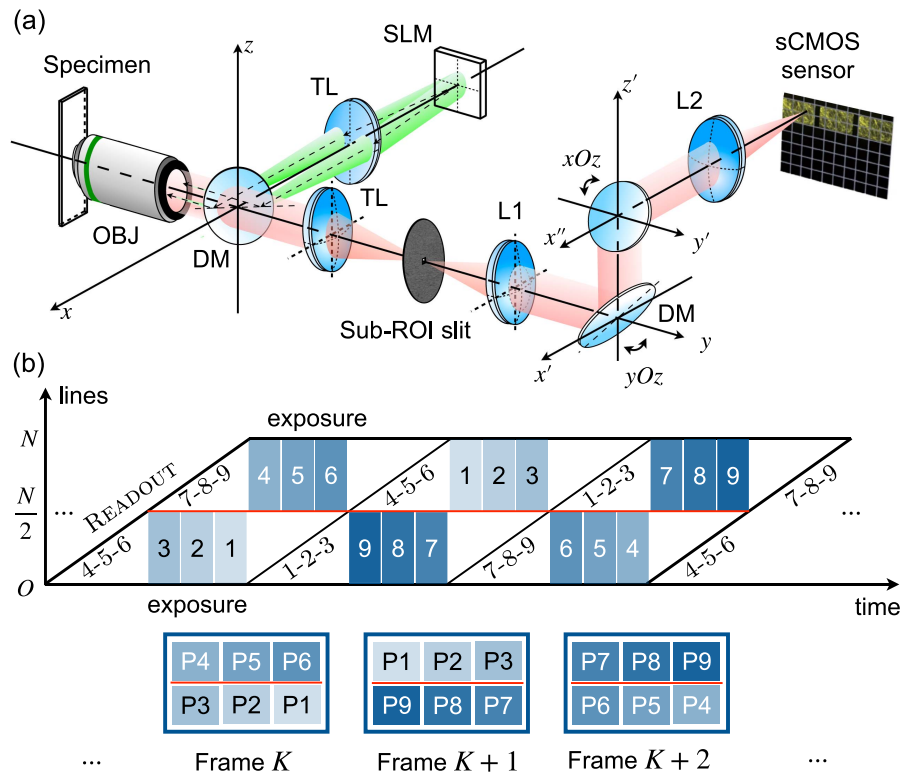 (a)
Specimen
z
SLM
TL
sCMOS
sensor
L2
z′
xOz
OBJ
DM
TL
L1
x″
y′
x
Sub-ROI slit
DM
y
x′
yOz
(b)
lines
exposure
N
READOUT
7-8-9
4 5 6
4-5-6
1 2 3
1-2-3
7 8 9
7-8-9
N/2
...
...
4-5-6
3 2 1
1-2-3
9 8 7
7-8-9
6 5 4
4-5-6
O
exposure
time
P4 P5 P6
P1 P2 P3
P7 P8 P9
P3 P2 P1
P9 P8 P7
P6 P5 P4
...
Frame K
Frame K + 1
Frame K + 2
...